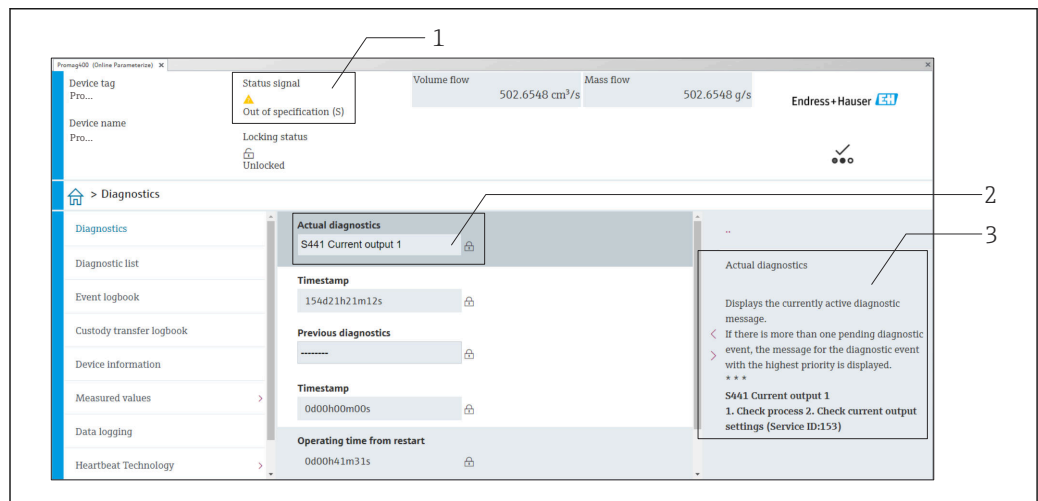 1
Promag400 (Online Parameterize) X
x
Device tag
Pro...
Device name
Pro...
Status signal
Out of specification (S)
Locking status
Unlocked
Volume flow
502.6548 cm³/s
Mass flow
502.6548 g/s
Endress+Hauser EH
> Diagnostics
2
3
Diagnostics
Diagnostic list
Event logbook
Custody transfer logbook
Device information
Measured values >
Data logging
Heartbeat Technology >
Actual diagnostics
S441 Current output 1
Timestamp
154d21h21m12s
Previous diagnostics
--------
Timestamp
0d00h00m00s
Operating time from restart
0d00h41m31s
..
Actual diagnostics
Displays the currently active diagnostic
message.
If there is more than one pending diagnostic
event, the message for the diagnostic event
with the highest priority is displayed.
* * *
S441 Current output 1
1. Check process 2. Check current output
settings (Service ID:153)